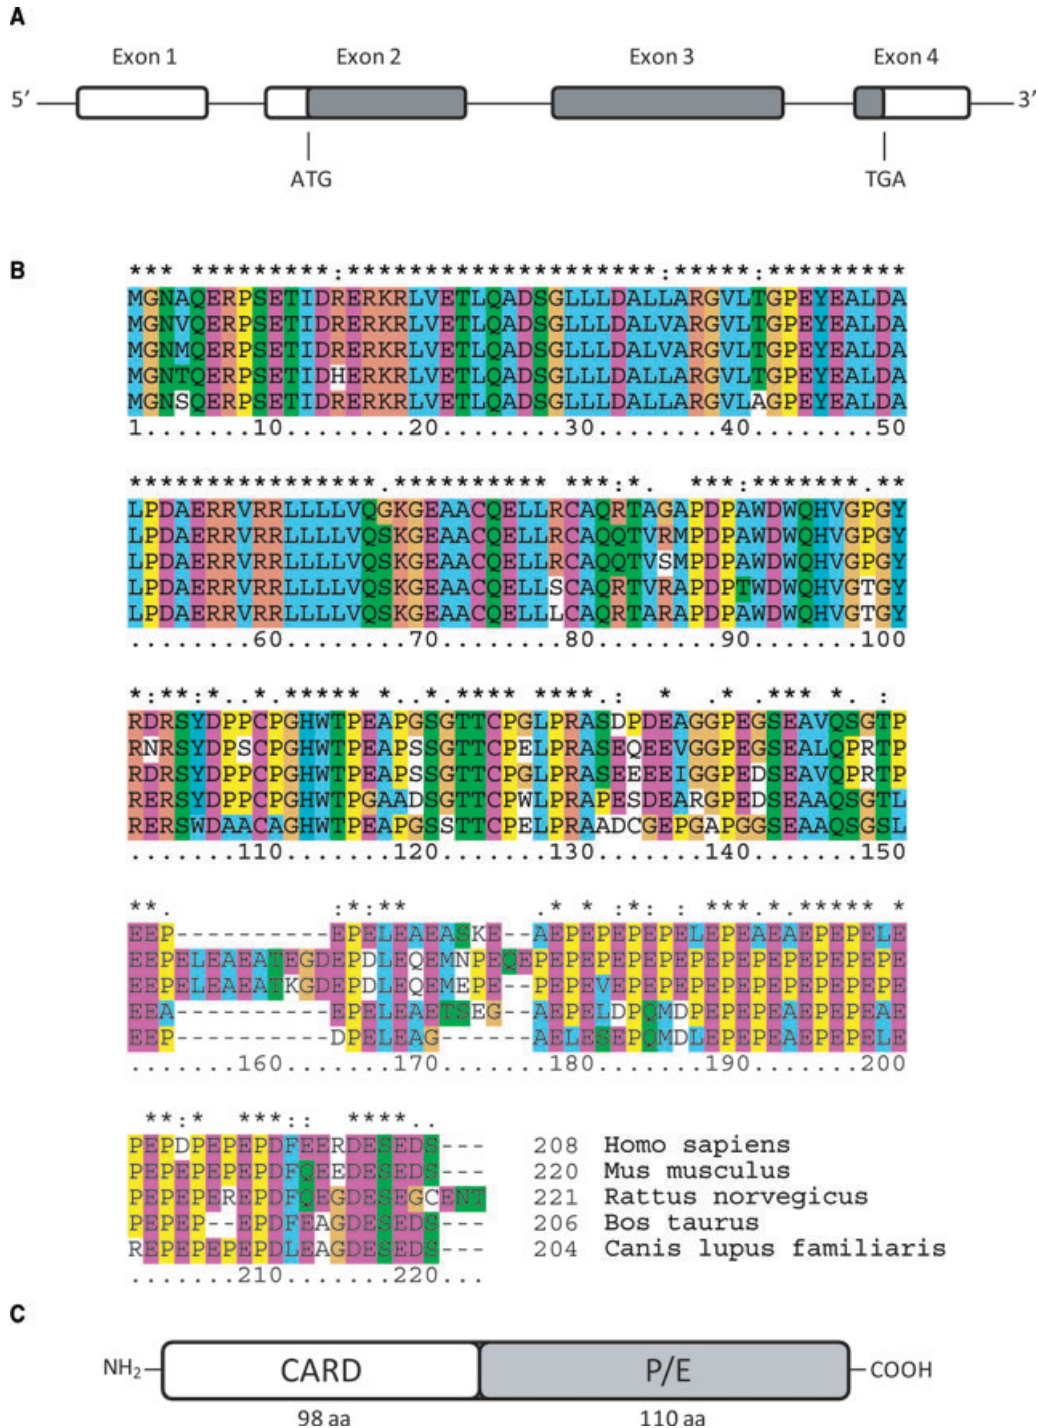 A
Exon 1 Exon 2 Exon 3 Exon 4
5′ 3′
ATG TGA
B
*** *********:********************:*****:*********
MGNAQERPSETIDRERKRLVETLQADSGLLLDALLARGVLTGPEYEALDA
MGNVQERPSETIDRERKRLVETLQADSGLLLDALVARGVLTGPEYEALDA
MGNMQERPSETIDRERKRLVETLQADSGLLLDALVARGVLTGPEYEALDA
MGNTQERPSETIDHERKRLVETLQADSGLLLDALLARGVLTGPEYEALDA
MGNSQERPSETIDRERKRLVETLQADSGLLLDALLARGVLAGPEYEALDA
1.......10........20........30........40........50
****************.********** ***:*.  ***:*******.**
LPDAERRVRRLLLLVQGKGEAACQELLRCAQRTAGAPDPAWDWQHVGPGY
LPDAERRVRRLLLLVQSKGEAACQELLRCAQQTVRMPDPAWDWQHVGPGY
LPDAERRVRRLLLLVQSKGEAACQELLRCAQQTVSMPDPAWDWQHVGPGY
LPDAERRVRRLLLLVQSKGEAACQELLSCAQRTARAPDPTWDWQHVGTGY
LPDAERRVRRLLLLVQSKGEAACQELLLCAQRTARAPDPAWDWQHVGTGY
........60........70........80........90.......100
*:**:*..*.***** * .*.**** **** .:  *  .* .*** *. :
RDRSYDPPCPGHWTPEAPGSGTTCPGLPRASDPDEAGGPEGSEAVQSGTP
RNRSYDPSCPGHWTPEAPSSGTTCPELPRASEQEEVGGPEGSEALQPRTP
RDRSYDPPCPGHWTPEAPSSGTTCPGLPRASEEEEIGGPEDSEAVQPRTP
RERSYDPPCPGHWTPGAADSGTTCPWLPRAPESDEARGPEDSEAAQSGTL
RERSWDAACAGHWTPEAPGSSTTCPELPRAADCGEPGAPGGSEAAQSGSL
.......110.......120.......130.......140.......150
**.          :*:**        .* * :*: : ***.*.**** *
EEP----------EPELEAEASKE--AEPEPEPEPELEPEAEAEPEPELE
EEPELEAEATEGDEPDLEQEMNPEQEPEPEPEPEPEPEPEPEPEPEPEPE
EEPELEAEATKGDEPDLEQEMEPE--PEPEVEPEPEPEPEPEPEPEPEPE
EEA----------EPELEAETSEG--AEPELDPQMDPEPEPEAEPEPEAE
EEP----------DPELEAG------AELESEPQMDLEPEPEAEPEPELE
.......160.......170.......180.......190.......200
**:*  ***:: ****..
PEPDPEPEPDFEERDESEDS--- 208 Homo sapiens
PEPEPEPEPDFQEEDESEDS--- 220 Mus musculus
PEPEPEREPDFQEGDESEGCENT 221 Rattus norvegicus
PEPEP--EPDFEAGDESEDS--- 206 Bos taurus
REPEPEPEPDLEAGDESEDS--- 204 Canis lupus familiaris
.......210.......220...
C
NH2 CARD P/E COOH
98 aa 110 aa